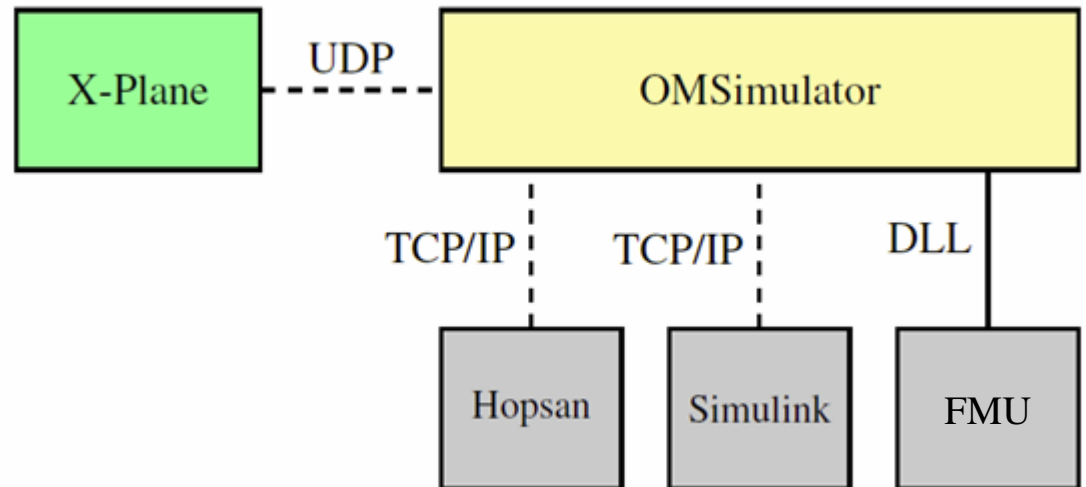 X-Plane
UDP
OMSimulator
TCP/IP
TCP/IP
DLL
Hopsan
Simulink
FMU